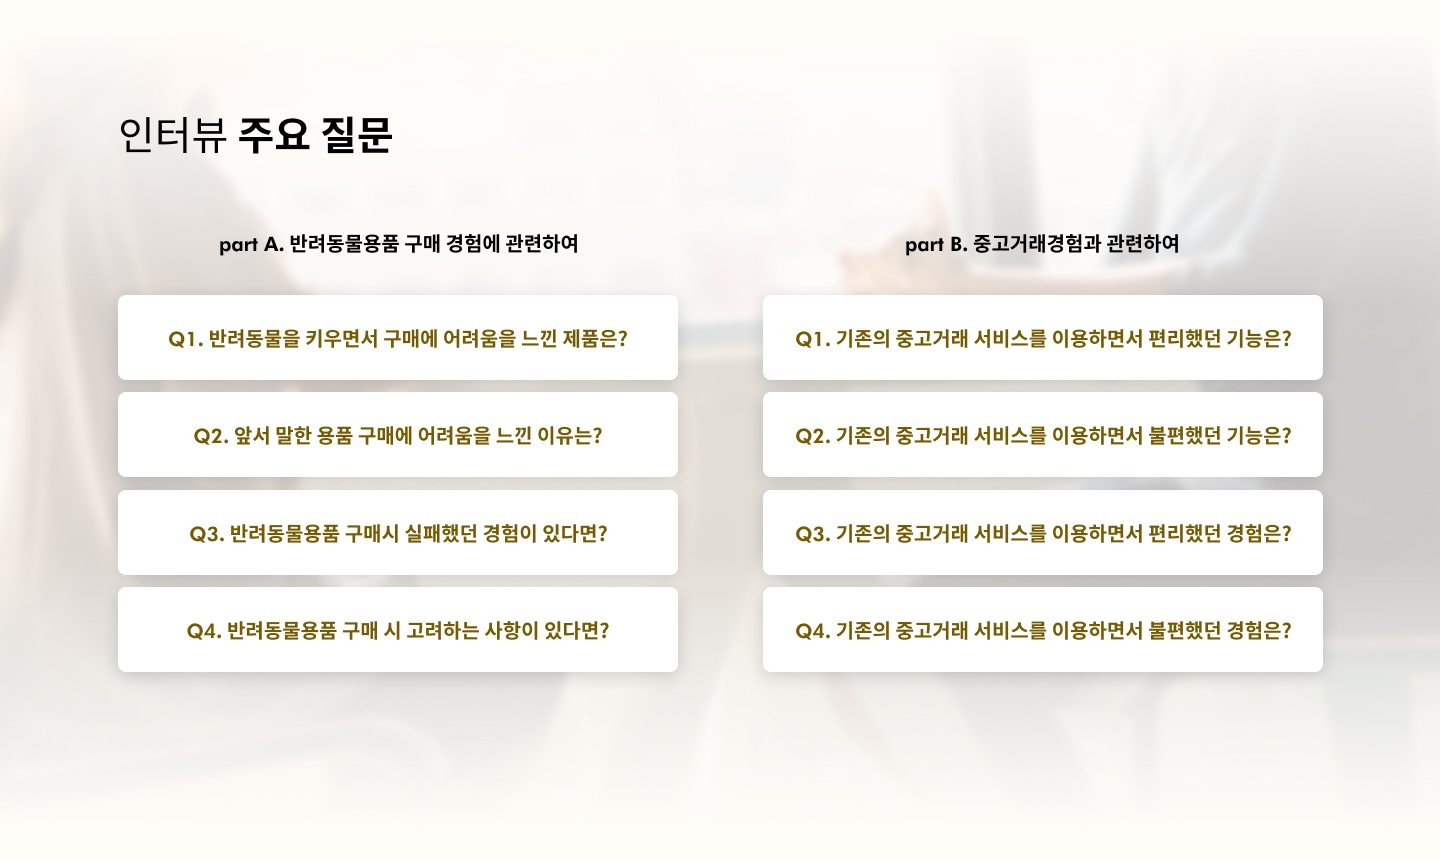 인터뷰 주요 질문
part A. 반려동물용품 구매 경험에 관련하여
Q1. 반려동물을 키우면서 구매에 어려움을 느낀 제품은?
Q2. 앞서 말한 용품 구매에 어려움을 느낀 이유는?
Q3. 반려동물용품 구매시 실패했던 경험이 있다면?
Q4. 반려동물용품 구매 시 고려하는 사항이 있다면?
part B. 중고거래경험과 관련하여
Q1. 기존의 중고거래 서비스를 이용하면서 편리했던 기능은?
Q2. 기존의 중고거래 서비스를 이용하면서 불편했던 기능은?
Q3. 기존의 중고거래 서비스를 이용하면서 편리했던 경험은?
Q4. 기존의 중고거래 서비스를 이용하면서 불편했던 경험은?